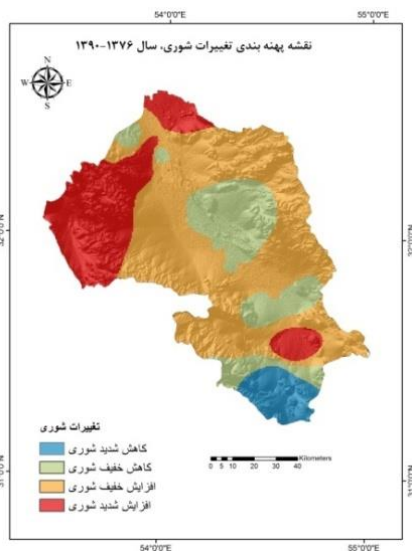 54°0'0"E 55°0'0"E
نقشه پهنه بندی تغییرات شوری، سال ۱۳۷۶-۱۳۹۰
N
W E
S
تغییرات شوری
کاهش شدید شوری
کاهش خفیف شوری
افزایش خفیف شوری
افزایش شدید شوری
0 5 10 20 30 40 Kilometers
54°0'0"E 55°0'0"E